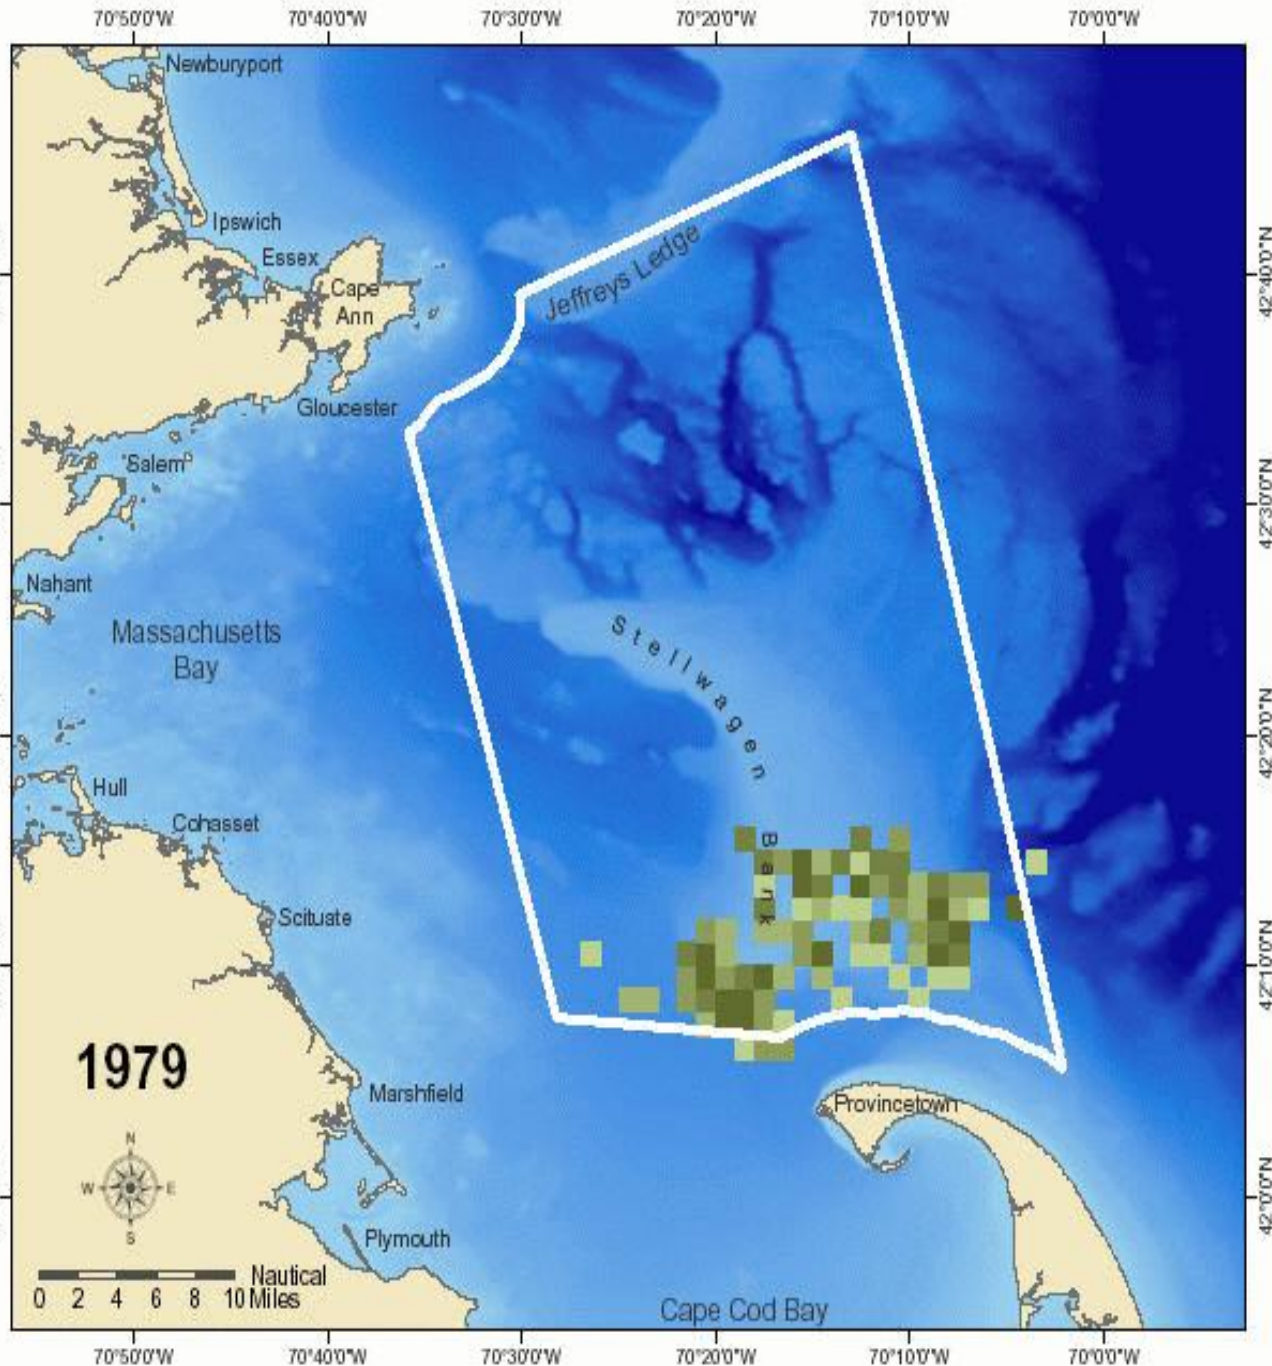 70°50'0"W 70°40'0"W 70°30'0"W 70°20'0"W 70°10'0"W 70°0'0"W
Newburyport
Ipswich
Essex
Cape
Ann
Jeffreys Ledge
42°40'0"N
Gloucester
Salem
42°30'0"N
Nahant
Massachusetts
Bay
Stellwagen
Bank
42°20'0"N
Hull
Cohasset
Scituate
42°10'0"N
1979
Marshfield
Provincetown
N
W E
S
42°0'0"N
Plymouth
Nautical
0 2 4 6 8 10 Miles
Cape Cod Bay
70°50'0"W 70°40'0"W 70°30'0"W 70°20'0"W 70°10'0"W 70°0'0"W